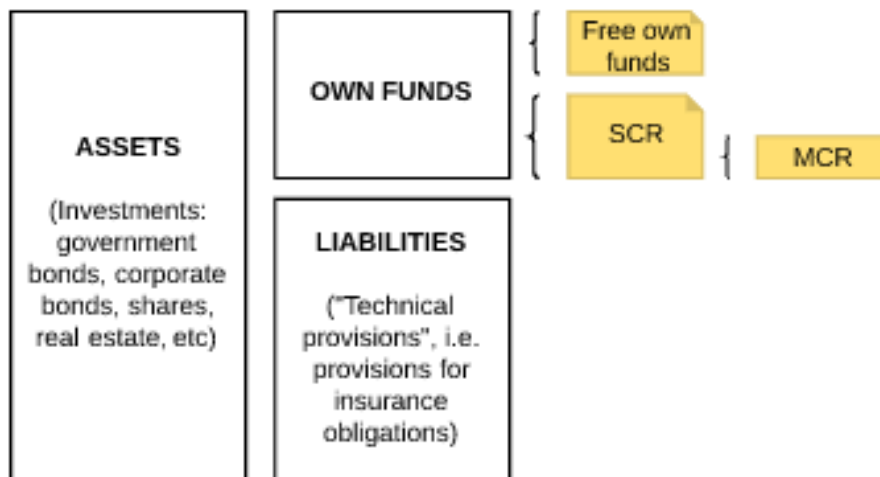 ASSETS
(Investments:
government
bonds, corporate
bonds, shares,
real estate, etc)
OWN FUNDS
Free own
funds
SCR
MCR
LIABILITIES
("Technical
provisions", i.e.
provisions for
insurance
obligations)